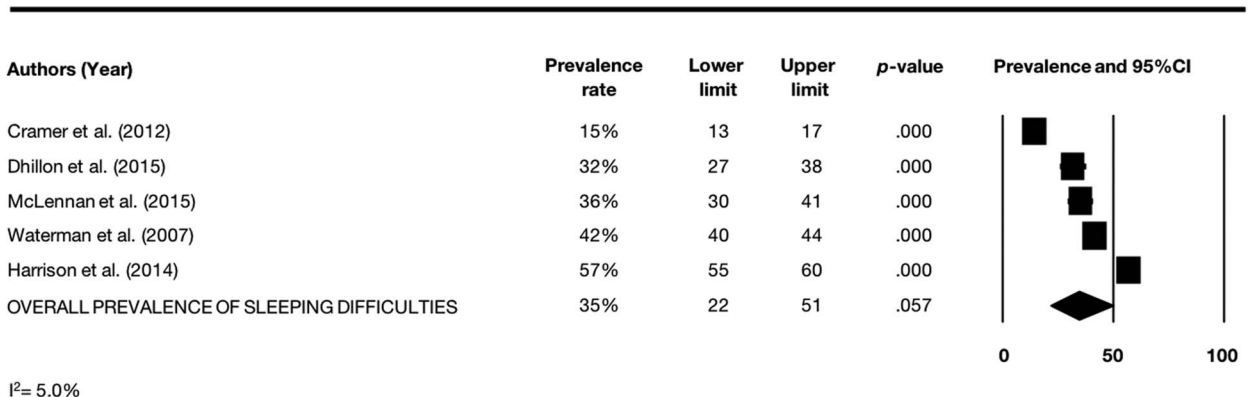 Authors (Year) Prevalence rate Lower limit Upper limit p-value Prevalence and 95%CI
Cramer et al. (2012) 15% 13 17 .000
Dhillon et al. (2015) 32% 27 38 .000
McLennan et al. (2015) 36% 30 41 .000
Waterman et al. (2007) 42% 40 44 .000
Harrison et al. (2014) 57% 55 60 .000
OVERALL PREVALENCE OF SLEEPING DIFFICULTIES 35% 22 51 .057
0 50 100
I²= 5.0%